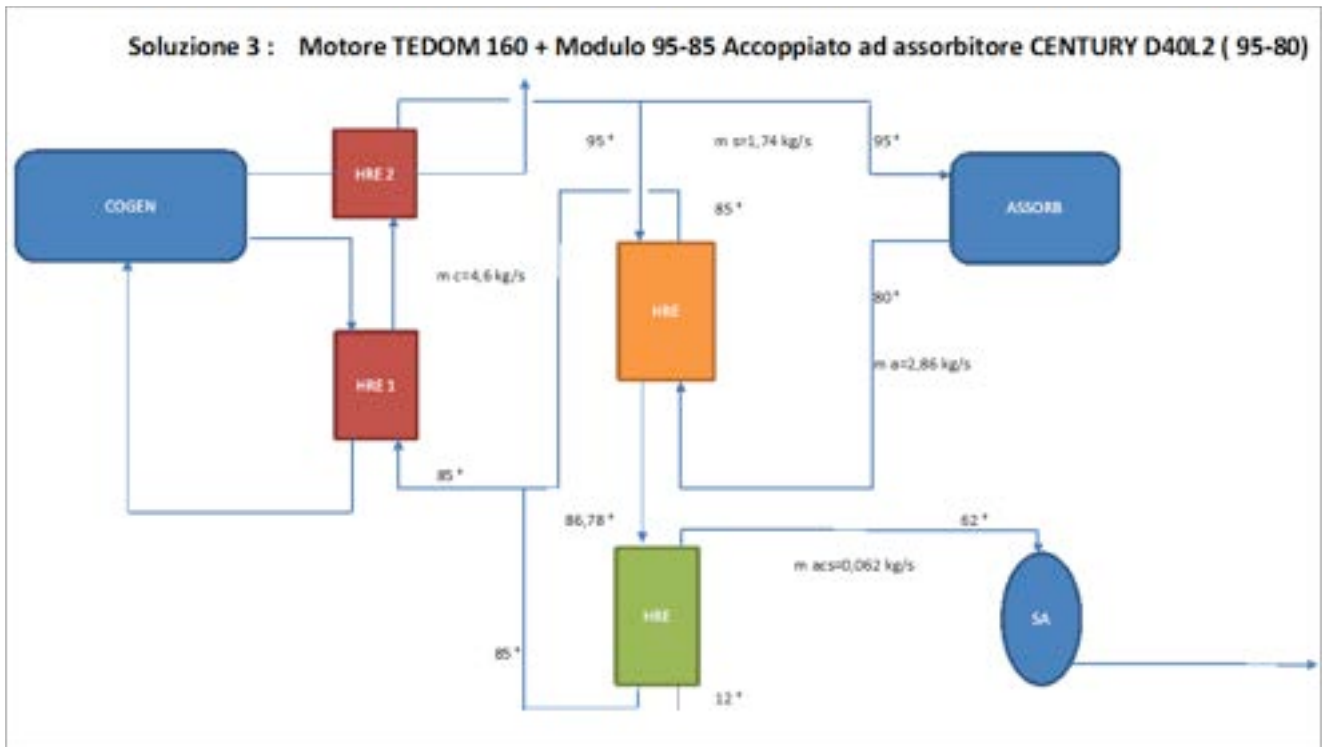 Soluzione 3 : Motore TEDOM 160 + Modulo 95-85 Accoppiato ad assorbitore CENTURY D40L2 ( 95-80)
95°
m s=1,74 kg/s
95°
HRE 2
COGEN
85°
ASSORB
m c=4,6 kg/s
80°
HRE
m a=2,86 kg/s
HRE 1
85°
86,78°
62°
m acs=0,062 kg/s
HRE
SA
85°
12°